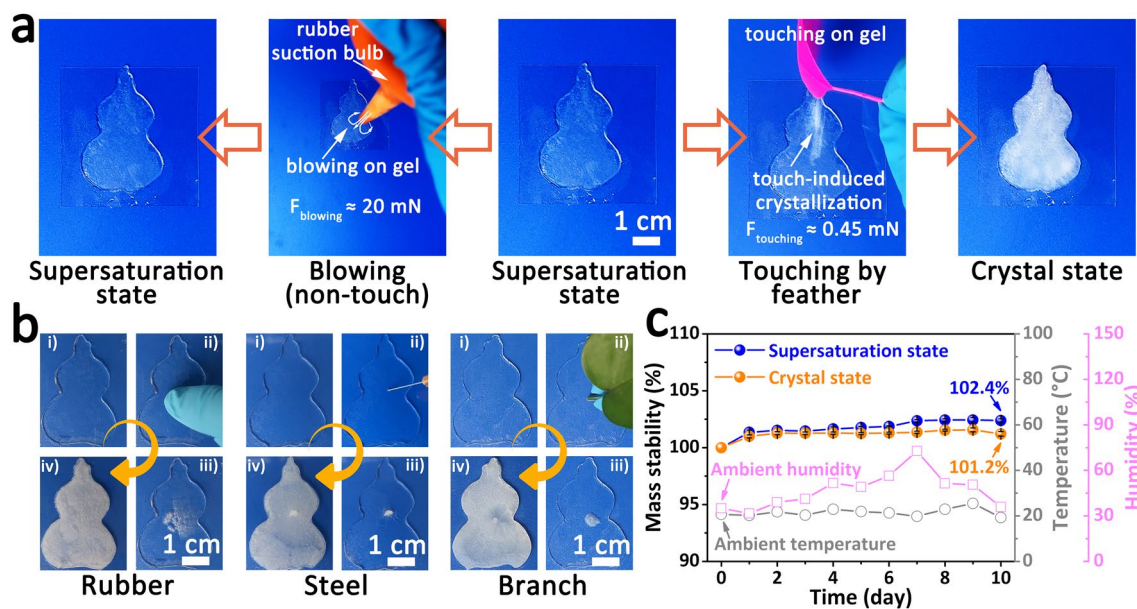 a
rubber
suction bulb
blowing on gel
F_blowing ≈ 20 mN
1 cm
touching on gel
touch-induced
crystallization
F_touching ≈ 0.45 mN
Supersaturation
state
Blowing
(non-touch)
Supersaturation
state
Touching by
feather
Crystal state
b
i)
ii)
iv)
iii)
1 cm
Rubber
i)
ii)
iv)
iii)
1 cm
Steel
i)
ii)
iv)
iii)
1 cm
Branch
c
Mass stability (%)
110
105
100
95
90
Supersaturation state
Crystal state
102.4%
101.2%
Ambient humidity
Ambient temperature
0 2 4 6 8 10
Time (day)
100
80
60
40
20
0
Temperature (°C)
150
120
90
60
30
0
Humidity (%)